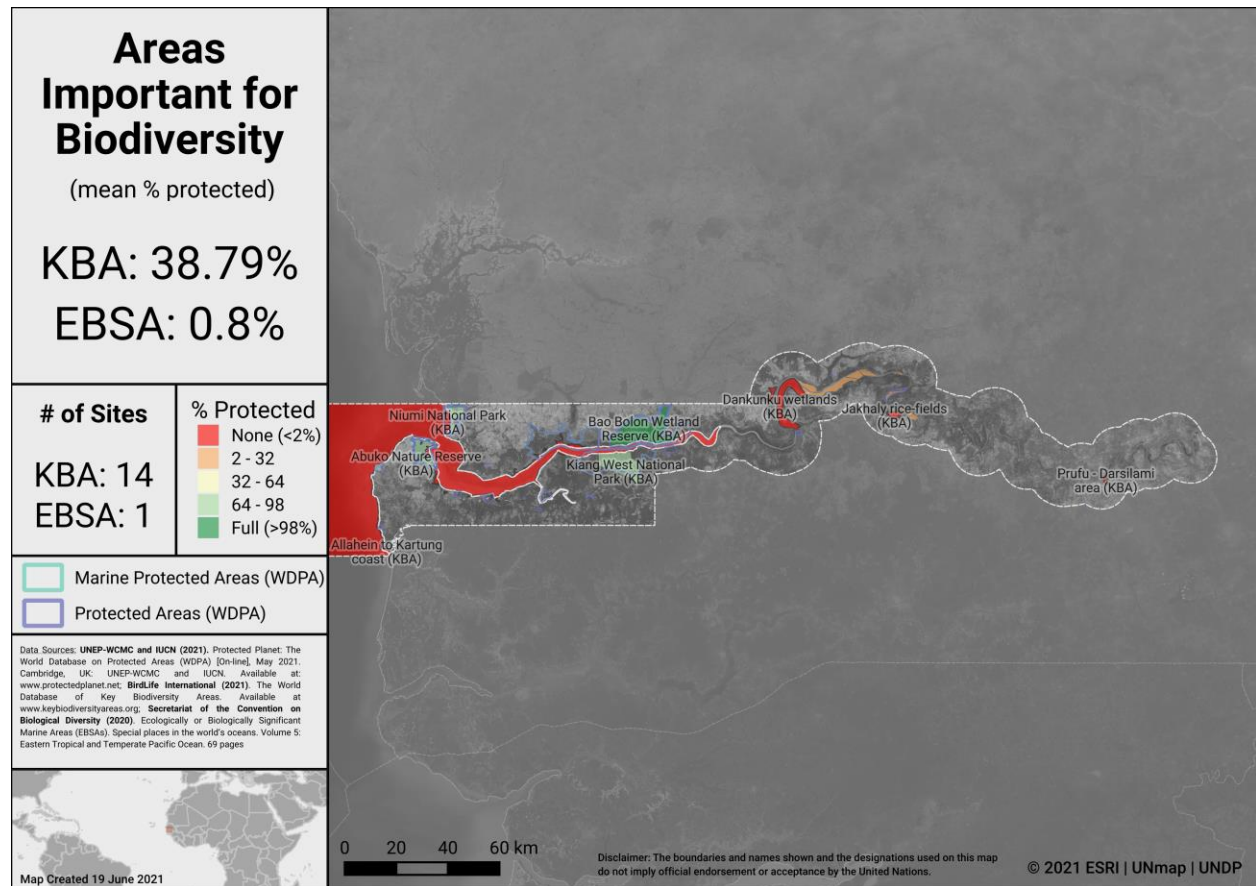 Areas
Important for
Biodiversity
(mean % protected)
KBA: 38.79%
EBSA: 0.8%
# of Sites
KBA: 14
EBSA: 1
% Protected
None (<2%)
2 - 32
32 - 64
64 - 98
Full (>98%)
Marine Protected Areas (WDPA)
Protected Areas (WDPA)
Data Sources: UNEP-WCMC and IUCN (2021). Protected Planet: The
World Database on Protected Areas (WDPA) [On-line], May 2021.
Cambridge, UK: UNEP-WCMC and IUCN. Available at:
www.protectedplanet.net; BirdLife International (2021). The World
Database of Key Biodiversity Areas. Available at
www.keybiodiversityareas.org; Secretariat of the Convention on
Biological Diversity (2020). Ecologically or Biologically Significant
Marine Areas (EBSAs). Special places in the world's oceans. Volume 5:
Eastern Tropical and Temperate Pacific Ocean. 69 pages
Map Created 19 June 2021
Niumi National Park
(KBA)
Abuko Nature Reserve
(KBA)
Allahein to Kartung
coast (KBA)
Bao Bolon Wetland
Reserve (KBA)
Kiang West National
Park (KBA)
Dankunku wetlands
(KBA)
Jakhaly rice-fields
(KBA)
Prufu - Darsilami
area (KBA)
0 20 40 60 km
Disclaimer: The boundaries and names shown and the designations used on this map
do not imply official endorsement or acceptance by the United Nations.
© 2021 ESRI | UNmap | UNDP